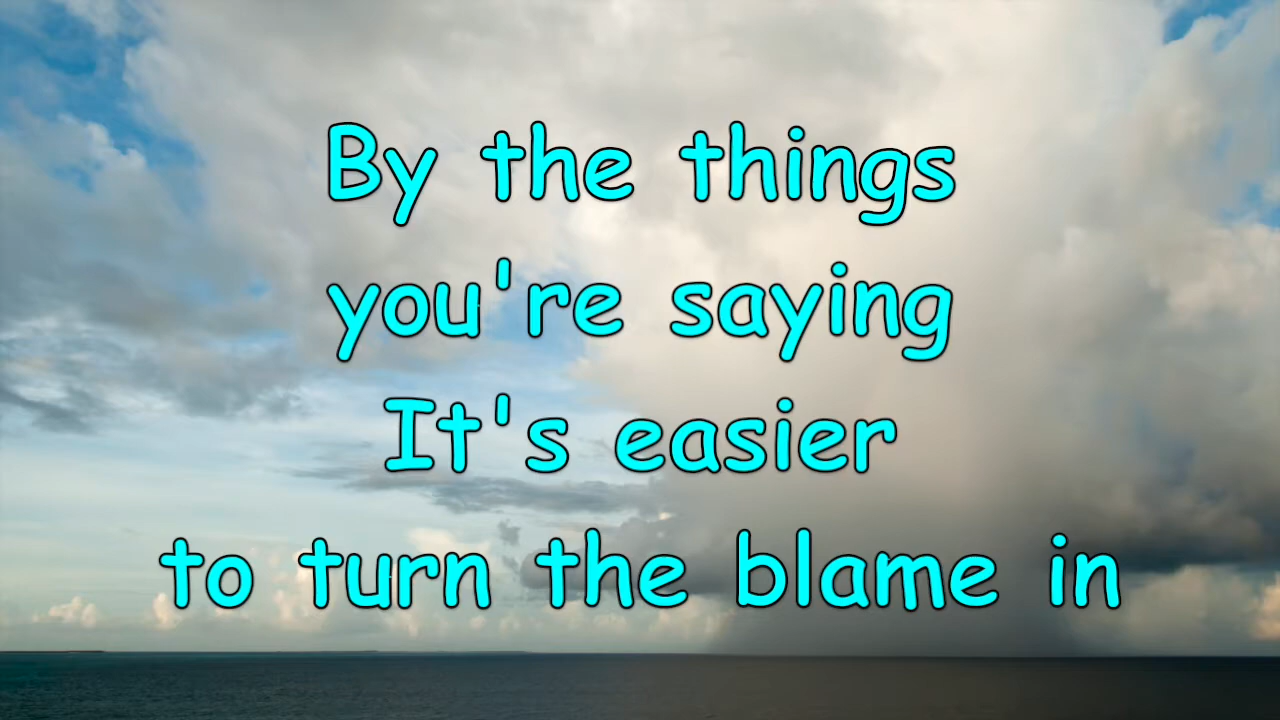 By the things
you're saying
It's easier
to turn the blame in